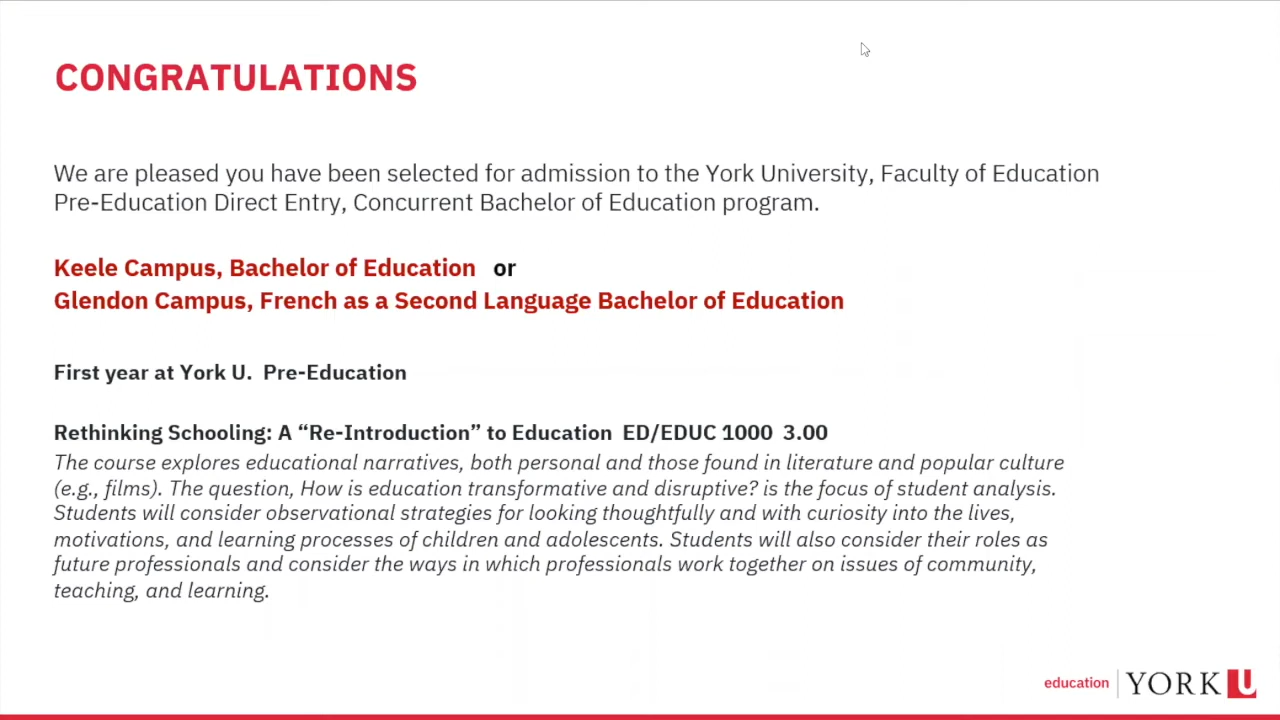 CONGRATULATIONS
We are pleased you have been selected for admission to the York University, Faculty of Education
Pre-Education Direct Entry, Concurrent Bachelor of Education program.
Keele Campus, Bachelor of Education or
Glendon Campus, French as a Second Language Bachelor of Education
First year at York U. Pre-Education
Rethinking Schooling: A “Re-Introduction” to Education ED/EDUC 1000 3.00
The course explores educational narratives, both personal and those found in literature and popular culture
(e.g., films). The question, How is education transformative and disruptive? is the focus of student analysis.
Students will consider observational strategies for looking thoughtfully and with curiosity into the lives,
motivations, and learning processes of children and adolescents. Students will also consider their roles as
future professionals and consider the ways in which professionals work together on issues of community,
teaching, and learning.
education YORK U